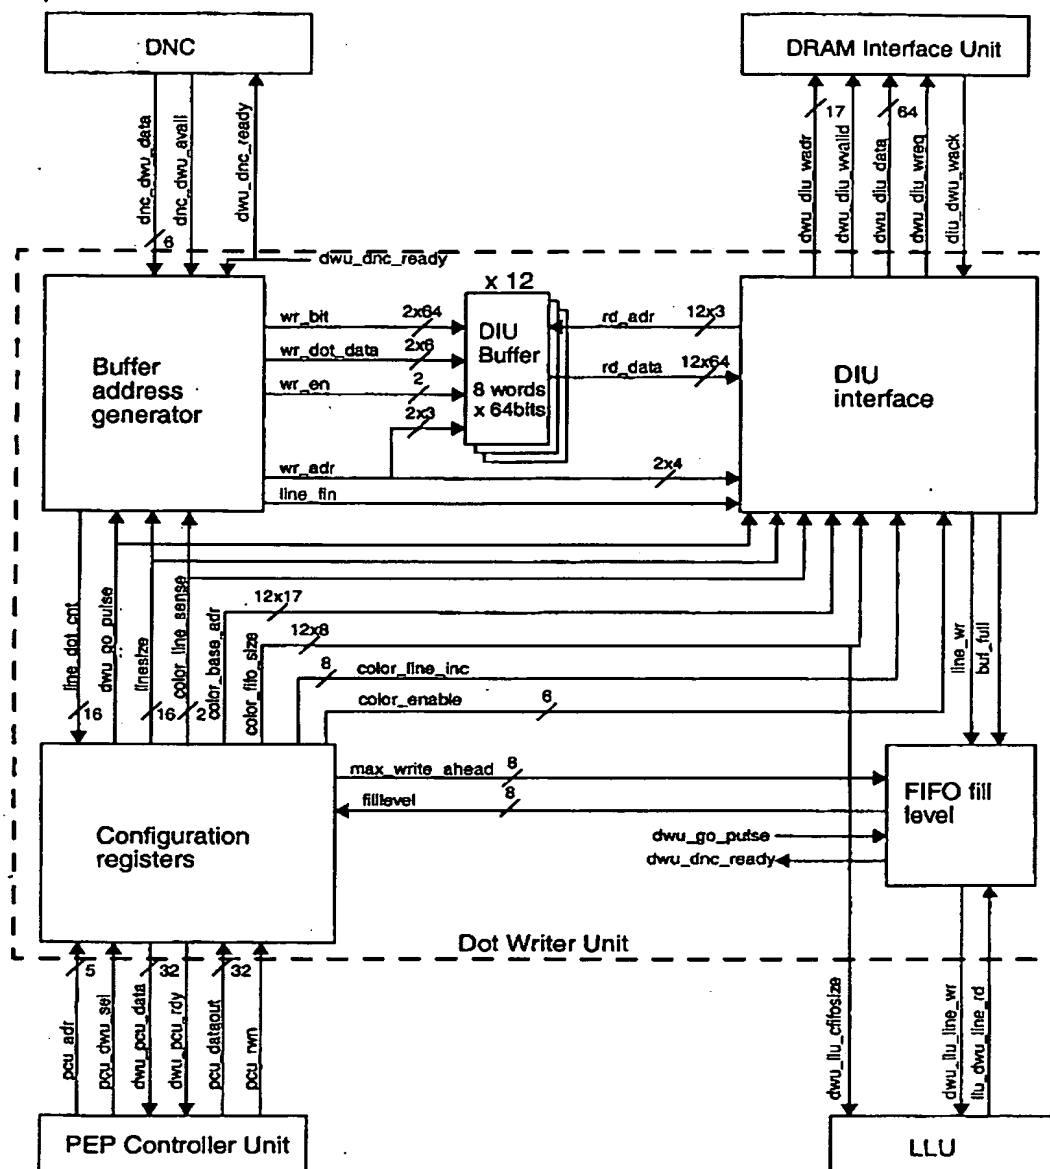 DNC
DRAM Interface Unit
dnc_dwu_data
6
dnc_dwu_avail
dwu_dnc_ready
dwu_diu_wadr
17
dwu_diu_wvalid
dwu_diu_data
64
dwu_diu_wreq
diu_dwu_wack
dwu_dnc_ready
Buffer
address
generator
wr_bit
2x64
wr_dot_data
2x6
wr_en
2
2x3
wr_adr
2x4
line_fin
x 12
DIU
Buffer
8 words
x 64bits
rd_adr
12x3
rd_data
12x64
DIU
interface
line_dot_cnt
16
dwu_go_pulse
linesize
16
color_line_sense
2
color_base_adr
12x17
color_fifo_size
12x8
8
color_line_inc
color_enable
6
line_wr
buf_full
Configuration
registers
max_write_ahead
8
filllevel
8
dwu_go_pulse
dwu_dnc_ready
FIFO fill
level
Dot Writer Unit
pcu_adr
5
pcu_dwu_sel
dwu_pcu_data
32
dwu_pcu_rdy
pcu_dataout
32
pcu_rwn
dwu_llu_cfifosize
dwu_llu_line_wr
llu_dwu_line_rd
PEP Controller Unit
LLU